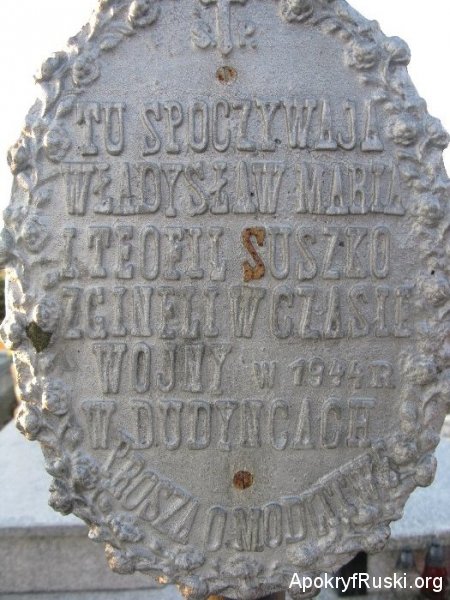 Ś P
TU SPOCZYWAJĄ
WŁADYSŁAW MARIA
I TEOFIL SUSZKO
ZGINĘLI W CZASIE
WOJNY W 1944 R
W DUDYŃCACH
PROSZĄ O MODLITWĘ
ApokryfRuski.org